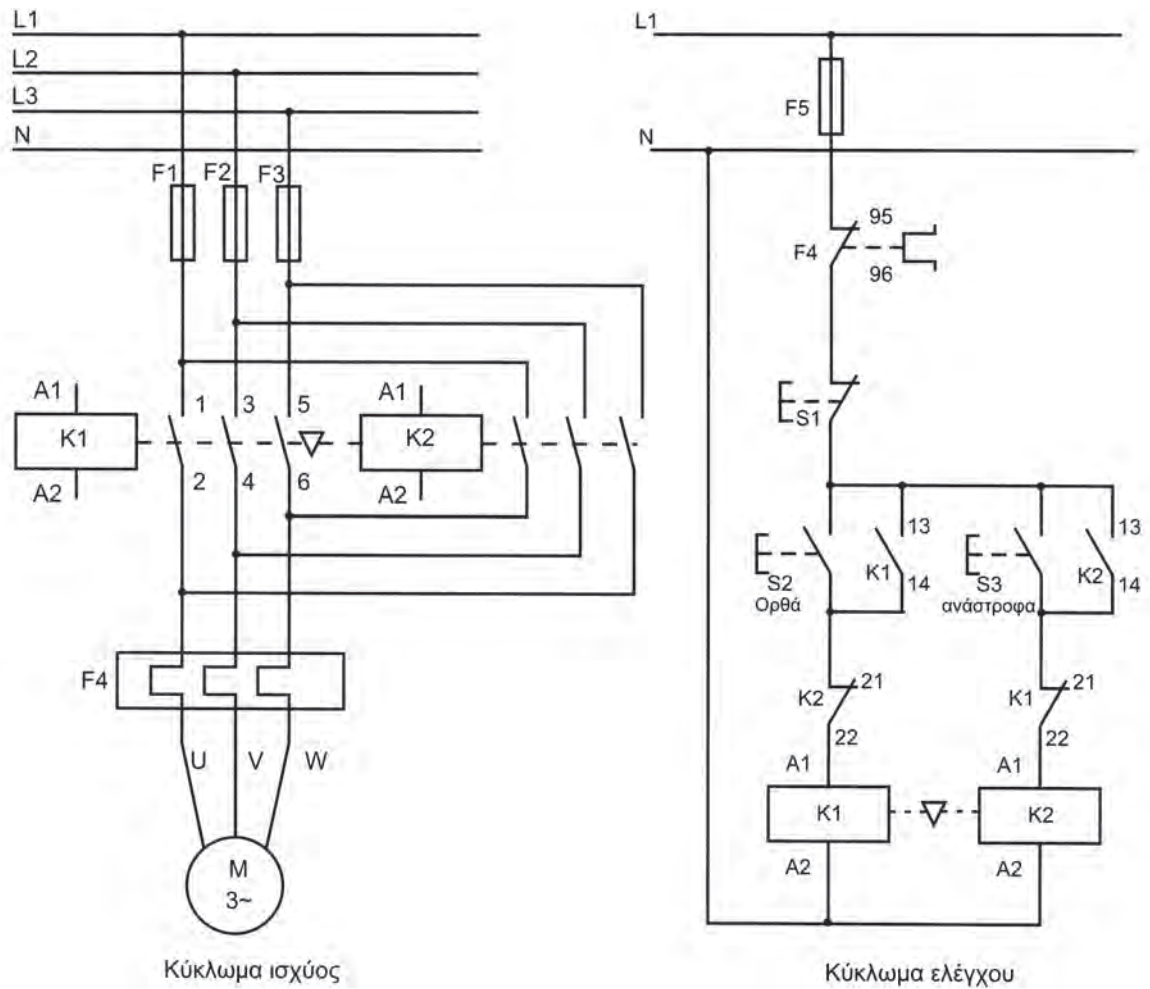 L1
L2
L3
N
F1 F2 F3
A1 1 3 5 A1
K1 K2
A2 2 4 6 A2
F4
U V W
M
3~
Κύκλωμα ισχύος
L1
F5
N
95
F4
96
S1
13 13
K1 K2
S2 14 S3 14
Ορθά ανάστροφα
K2 21 K1 21
22 22
A1 A1
K1 K2
A2 A2
Κύκλωμα ελέγχου